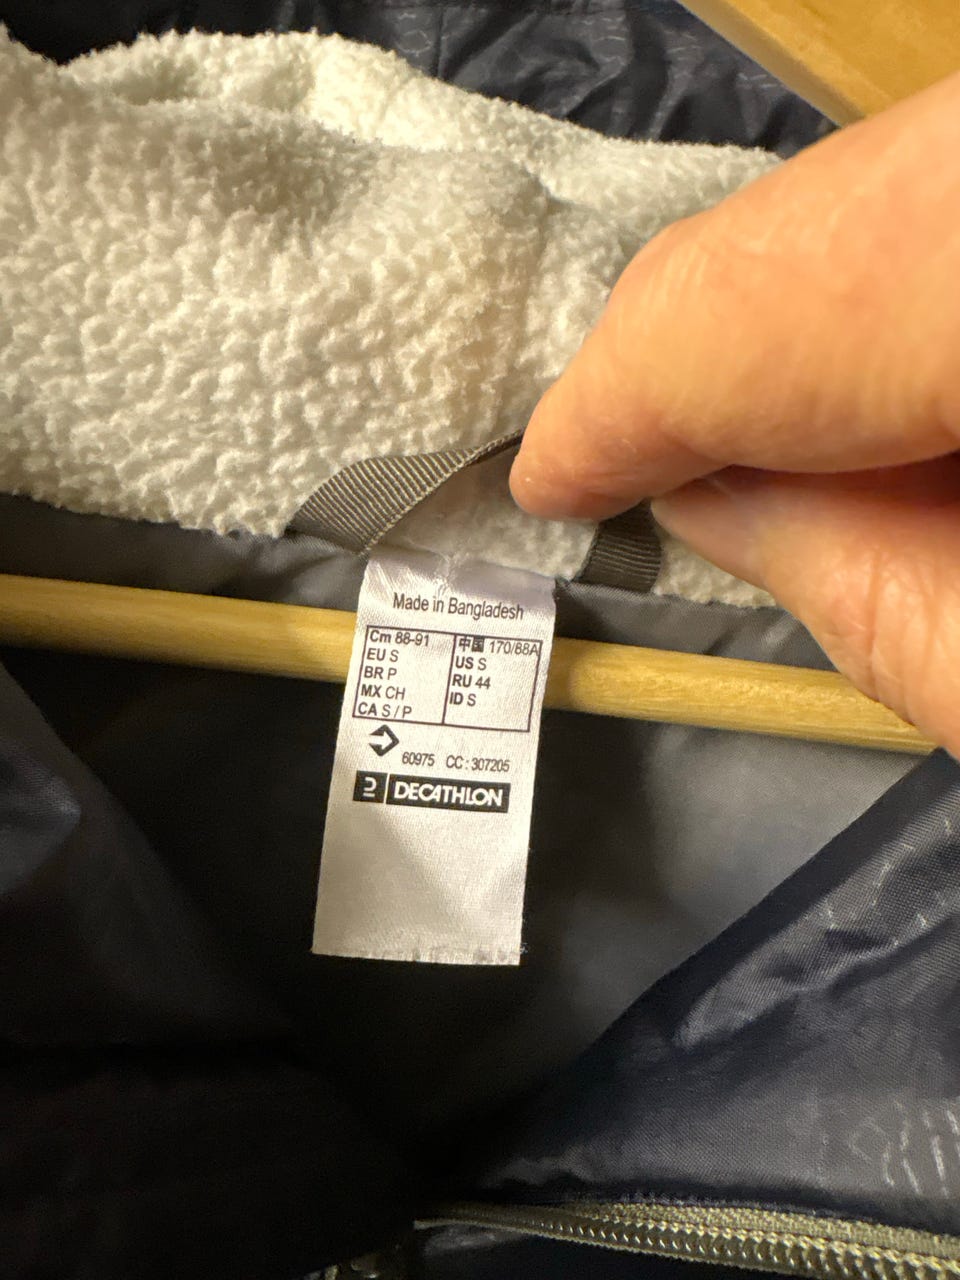 Made in Bangladesh
Cm 88-91
EU S
BR P
MX CH
CA S / P
中国 170/88A
US S
RU 44
ID S
60975 CC : 307205
DECATHLON